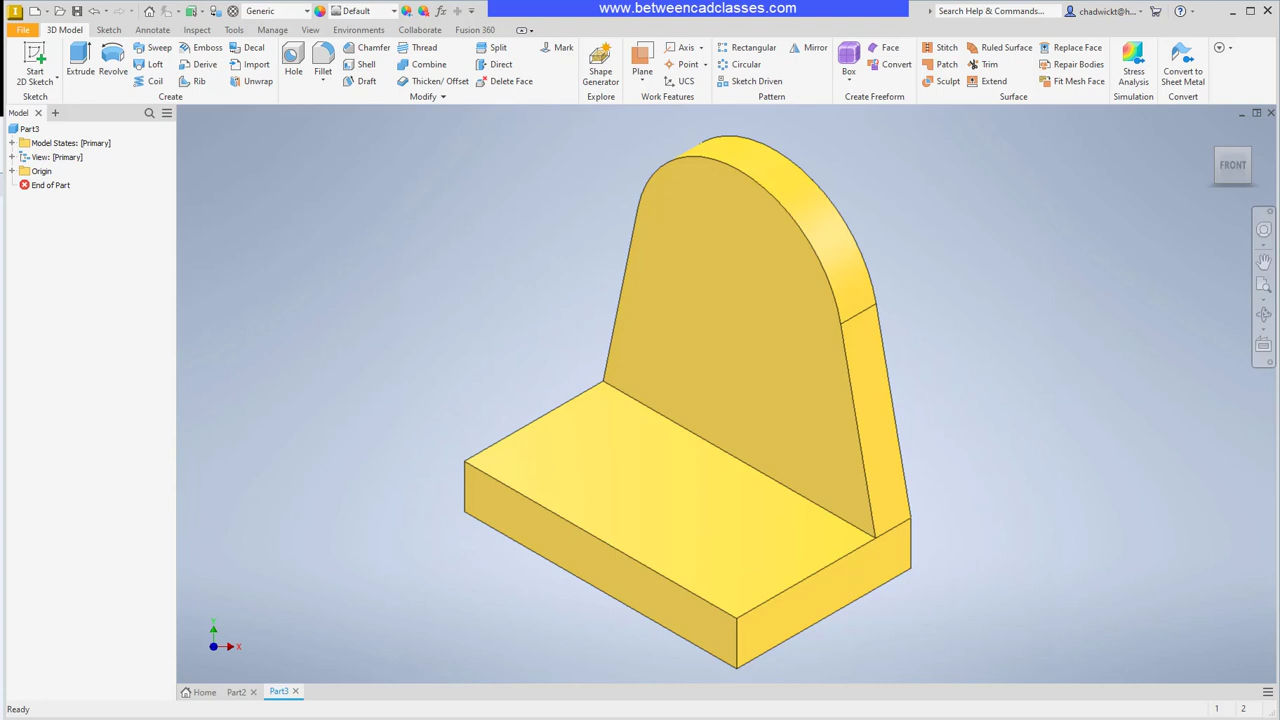 www.betweencadclasses.com
Generic
Default
Search Help & Commands...
chadwickt@h...
File 3D Model Sketch Annotate Inspect Tools Manage View Environments Collaborate Fusion 360
Start
2D Sketch
Sketch
Extrude
Revolve
Sweep Emboss Decal
Loft Derive Import
Coil Rib Unwrap
Create
Hole
Fillet
Chamfer Thread Split Mark
Shell Combine Direct
Draft Thicken/ Offset Delete Face
Modify
Shape
Generator
Explore
Plane
Axis
Point
UCS
Work Features
Rectangular Mirror
Circular
Sketch Driven
Pattern
Box
Face
Convert
Create Freeform
Stitch Ruled Surface Replace Face
Patch Trim Repair Bodies
Sculpt Extend Fit Mesh Face
Surface
Stress
Analysis
Simulation
Convert to
Sheet Metal
Convert
Model
Part3
Model States: [Primary]
View: [Primary]
Origin
End of Part
FRONT
Y
X
Home Part2 Part3
Ready
1 2